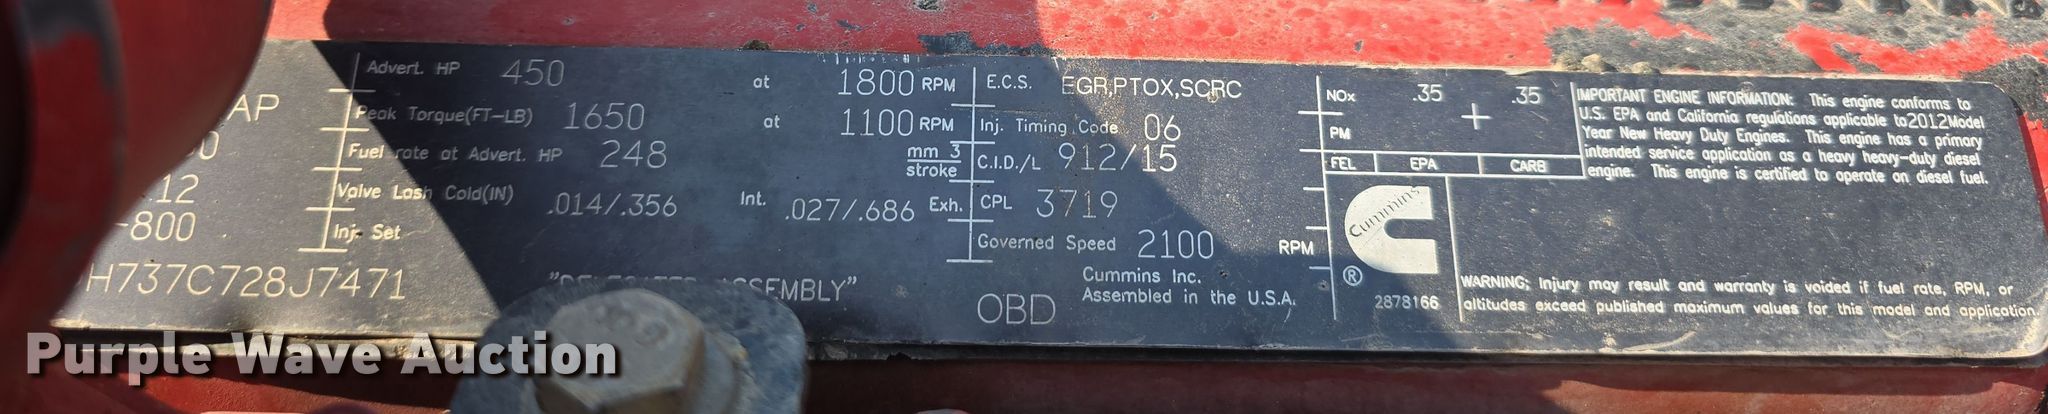 Advert. HP 450 at 1800 RPM
Peak Torque(FT-LB) 1650 at 1100 RPM
Fuel rate at Advert. HP 248 mm 3 stroke
Valve Lash Cold(IN) .014/.356 Int. .027/.686 Exh.
Inj. Set
AP
12
-800
H737C728J7471
ASSEMBLY"
E.C.S. EGR,PTOX,SCRC
Inj. Timing Code 06
C.I.D./L 912/15
CPL 3719
Governed Speed 2100 RPM
Cummins Inc.
Assembled in the U.S.A.
OBD
NOx .35 + .35
PM
FEL EPA CARB
Cummins
®
2878166
IMPORTANT ENGINE INFORMATION: This engine conforms to
U.S. EPA and California regulations applicable to2012Model
Year New Heavy Duty Engines. This engine has a primary
intended service application as a heavy heavy-duty diesel
engine. This engine is certified to operate on diesel fuel.
WARNING: Injury may result and warranty is voided if fuel rate, RPM, or
altitudes exceed published maximum values for this model and application.
Purple Wave Auction